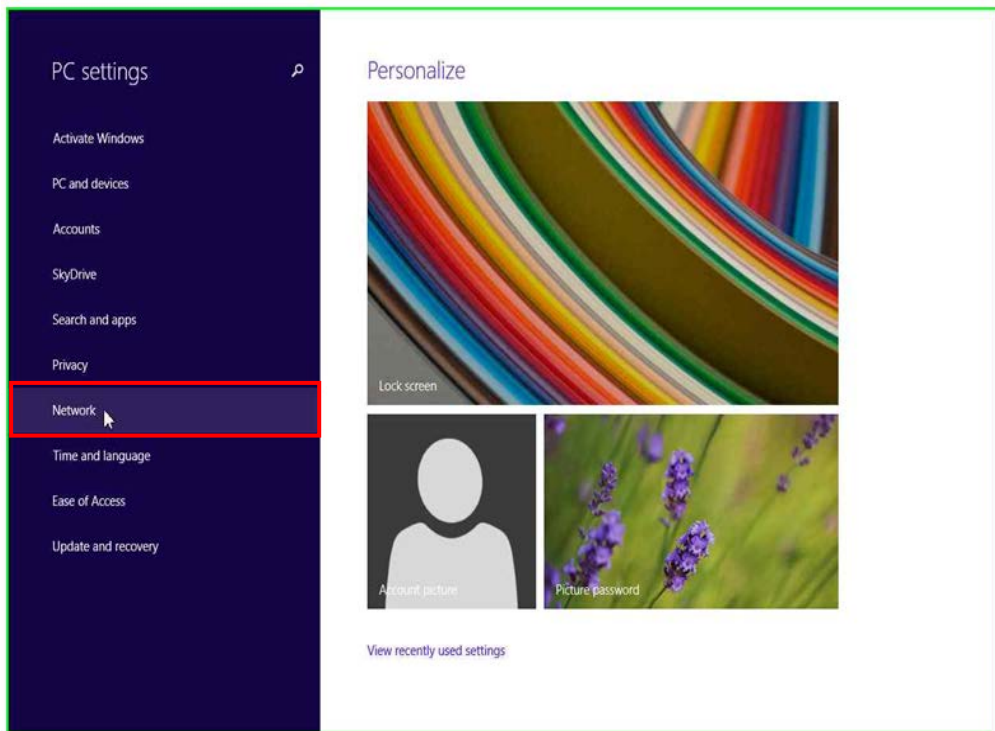 PC settings
Activate Windows
PC and devices
Accounts
SkyDrive
Search and apps
Privacy
Network
Time and language
Ease of Access
Update and recovery
Personalize
Lock screen
Account picture
Picture password
View recently used settings